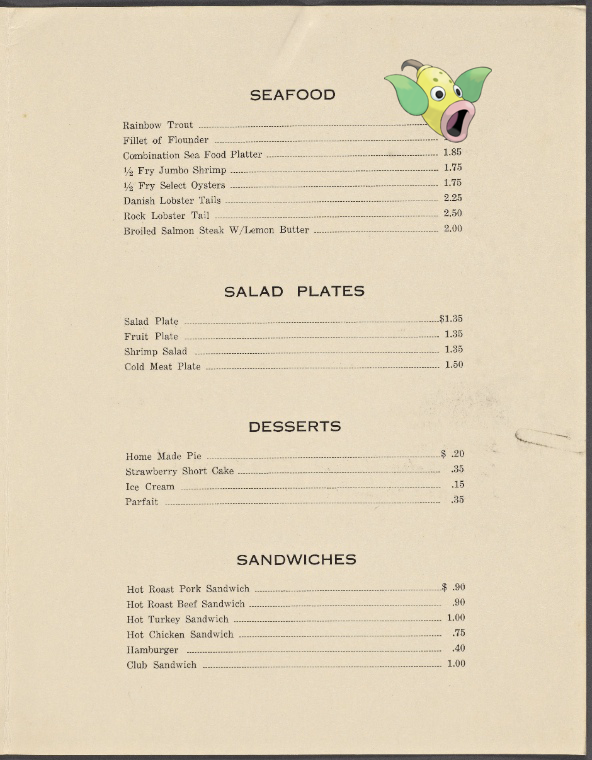 SEAFOOD
Rainbow Trout
Fillet of Flounder
Combination Sea Food Platter 1.85
½ Fry Jumbo Shrimp 1.75
½ Fry Select Oysters 1.75
Danish Lobster Tails 2.25
Rock Lobster Tail 2.50
Broiled Salmon Steak W/Lemon Butter 2.00
SALAD PLATES
Salad Plate $1.35
Fruit Plate 1.35
Shrimp Salad 1.35
Cold Meat Plate 1.50
DESSERTS
Home Made Pie $ .20
Strawberry Short Cake .35
Ice Cream .15
Parfait .35
SANDWICHES
Hot Roast Pork Sandwich $ .90
Hot Roast Beef Sandwich .90
Hot Turkey Sandwich 1.00
Hot Chicken Sandwich .75
Hamburger .40
Club Sandwich 1.00